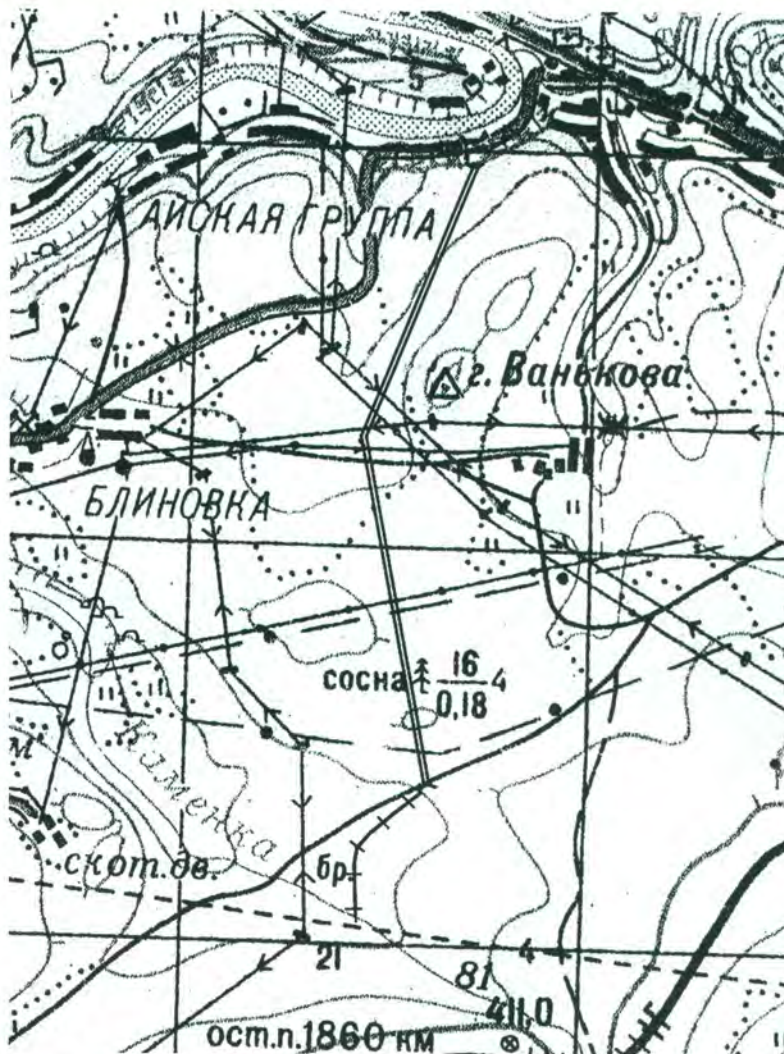 АЙСКАЯ ГРУППА
г. Ванькова
БЛИНОВКА
сосна 16 4
0,18
Каменка
скот.дв.
бр.
21
4
81
411,0
ост.п.1860 км